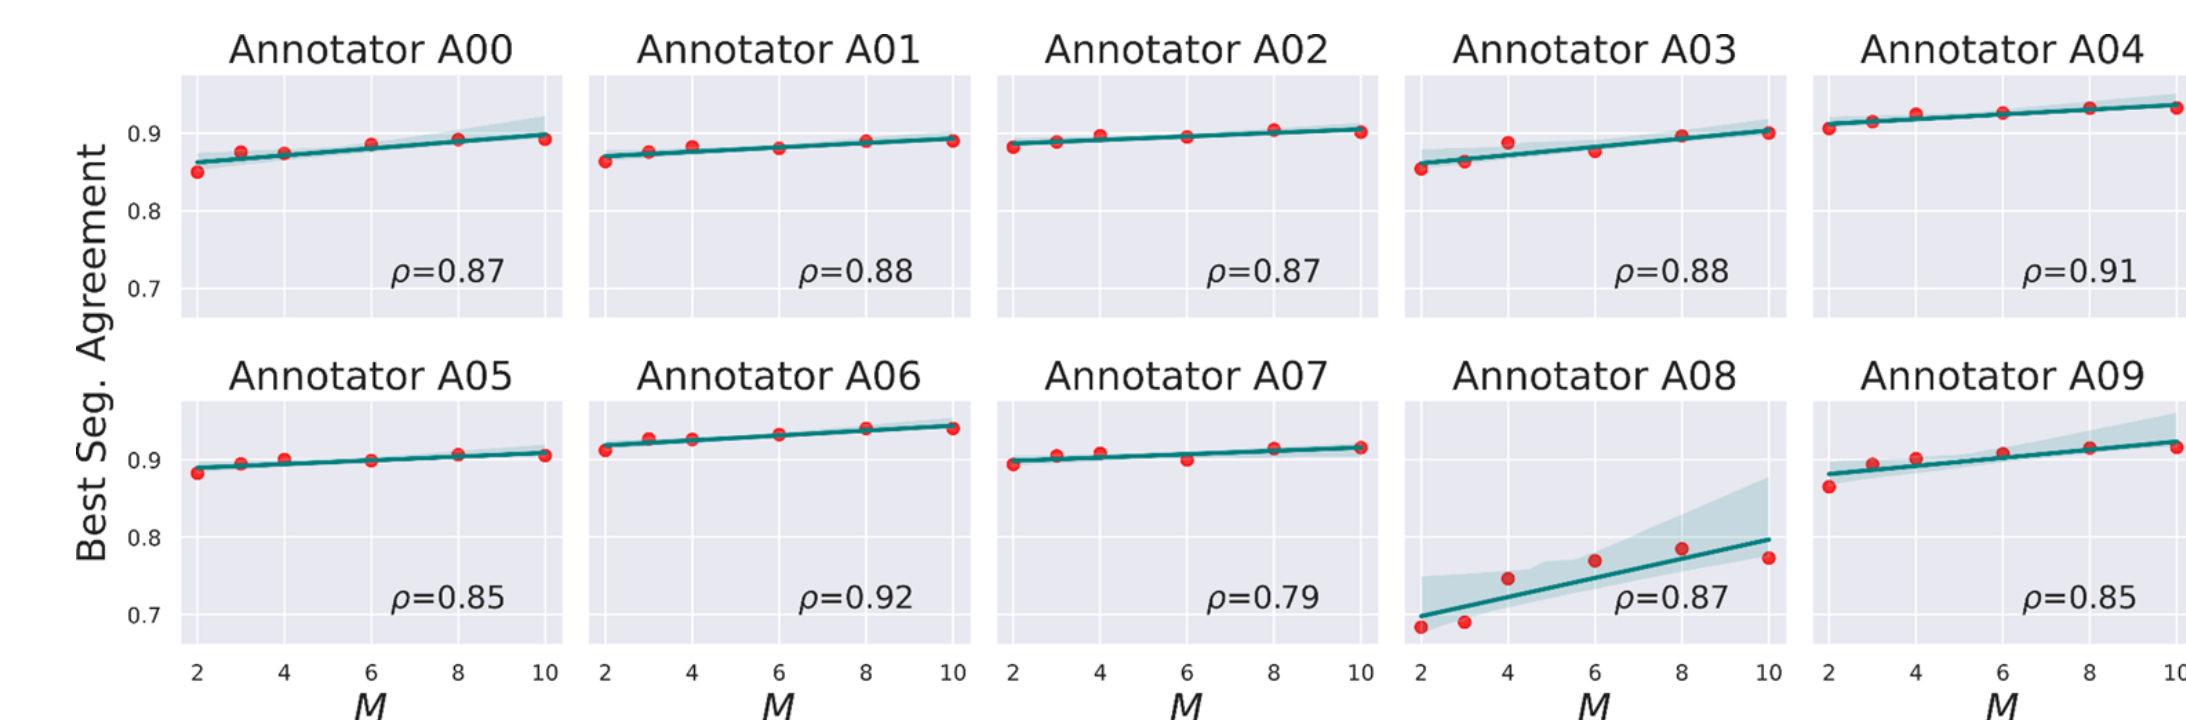 Annotator A00 Annotator A01 Annotator A02 Annotator A03 Annotator A04
Best Seg. Agreement
0.9
0.8
0.7
ρ=0.87 ρ=0.88 ρ=0.87 ρ=0.88 ρ=0.91
Annotator A05 Annotator A06 Annotator A07 Annotator A08 Annotator A09
0.9
0.8
0.7
ρ=0.85 ρ=0.92 ρ=0.79 ρ=0.87 ρ=0.85
2 4 6 8 10 2 4 6 8 10 2 4 6 8 10 2 4 6 8 10 2 4 6 8 10
M M M M M